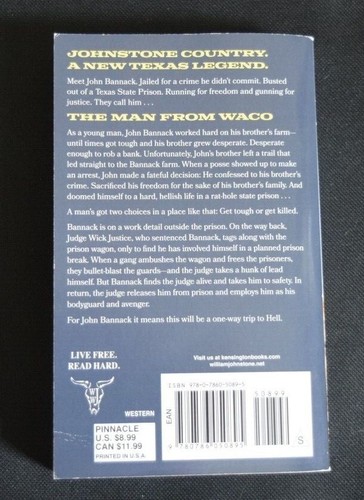 JOHNSTONE COUNTRY.
A NEW TEXAS LEGEND.
Meet John Bannack. Jailed for a crime he didn't commit. Busted
out of a Texas State Prison. Running for freedom and gunning for
justice. They call him . . .
THE MAN FROM WACO
As a young man, John Bannack worked hard on his brother's farm—
until times got tough and his brother grew desperate. Desperate
enough to rob a bank. Unfortunately, John's brother left a trail that
led straight to the Bannack farm. When a posse showed up to make
an arrest, John made a fateful decision: He confessed to his brother's
crime. Sacrificed his freedom for the sake of his brother's family. And
doomed himself to a hard, hellish life in a rat-hole state prison . . .
A man's got two choices in a place like that: Get tough or get killed.
Bannack is on a work detail outside the prison. On the way back,
Judge Wick Justice, who sentenced Bannack, tags along with the
prison wagon, only to find he has involved himself in a planned prison
break. When a gang ambushes the wagon and frees the prisoners,
they bullet-blast the guards—and the judge takes a bunk of lead
himself. But Bannack finds the judge alive and takes him to safety. In
return, the judge releases him from prison and employs him as his
bodyguard and avenger.
For John Bannack it means this will be a one-way trip to Hell.
LIVE FREE.
READ HARD.
WWJ
WESTERN
PINNACLE
U.S. $8.99
CAN $11.99
PRINTED IN U.S.A.
Visit us at kensingtonbooks.com
williamjohnstone.net
ISBN 978-0-7860-5089-5
50899
EAN
9 780786 050895
S